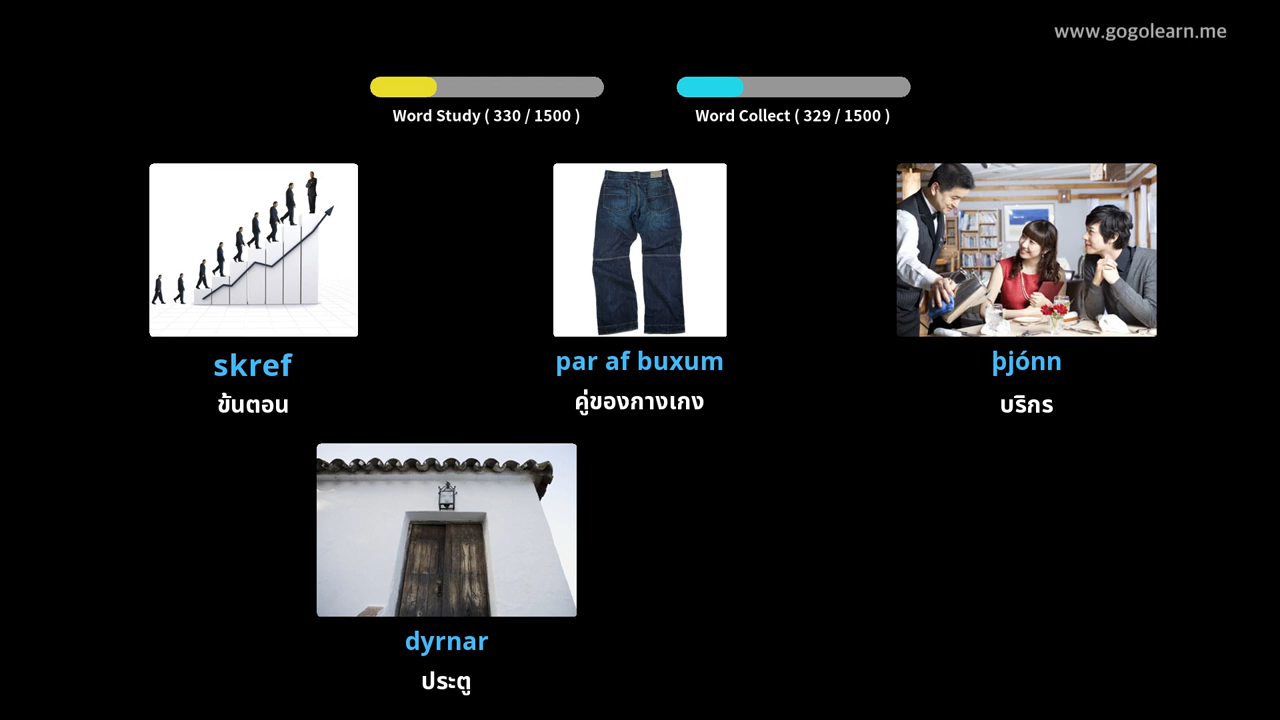 www.gogolearn.me
Word Study ( 330 / 1500 )
Word Collect ( 329 / 1500 )
skref
ขั้นตอน
par af buxum
คู่ของกางเกง
þjónn
บริกร
dyrnar
ประตู